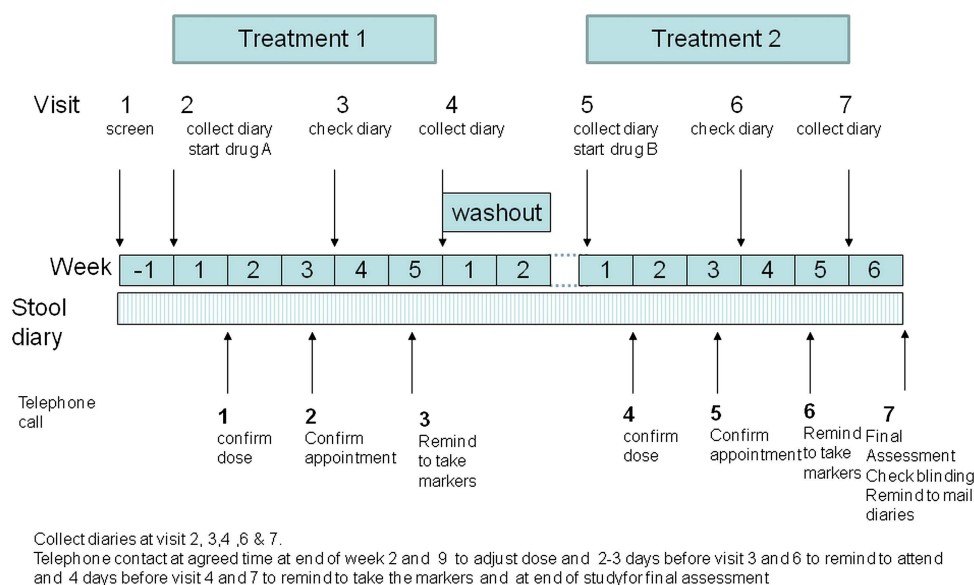 Treatment 1 Treatment 2
Visit 1 2 3 4 5 6 7
screen collect diary check diary collect diary collect diary check diary collect diary
start drug A start drug B
washout
Week -1 1 2 3 4 5 1 2 1 2 3 4 5 6
Stool
diary
Telephone
call
1
confirm
dose
2
Confirm
appointment
3
Remind
to take
markers
4
confirm
dose
5
Confirm
appointment
6
Remind
to take
markers
7
Final
Assessment
Check blinding
Remind to mail
diaries
Collect diaries at visit 2, 3,4 ,6 & 7.
Telephone contact at agreed time at end of week 2 and 9 to adjust dose and 2-3 days before visit 3 and 6 to remind to attend
and 4 days before visit 4 and 7 to remind to take the markers and at end of studyfor final assessment